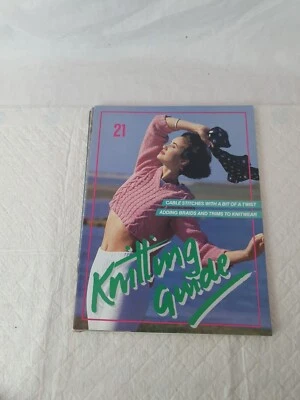 21
CABLE STITCHES WITH A BIT OF A TWIST
ADDING BRAIDS AND TRIMS TO KNITWEAR
Knitting
Guide